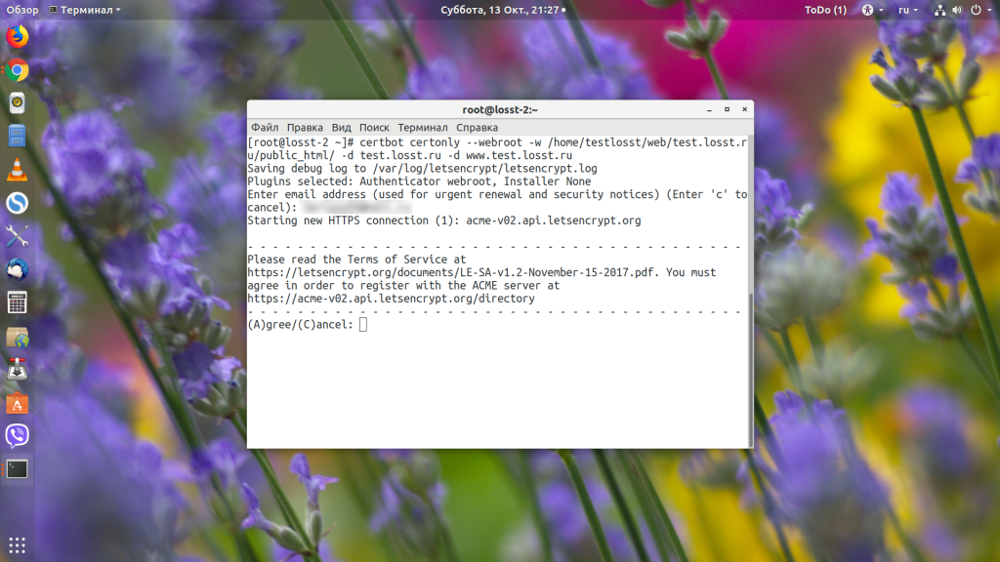 Обзор Терминал Суббота, 13 Окт., 21:27 ToDo (1) ru
root@losst-2:~
Файл Правка Вид Поиск Терминал Справка
[root@losst-2 ~]# certbot certonly --webroot -w /home/testlosst/web/test.losst.r
u/public_html/ -d test.losst.ru -d www.test.losst.ru
Saving debug log to /var/log/letsencrypt/letsencrypt.log
Plugins selected: Authenticator webroot, Installer None
Enter email address (used for urgent renewal and security notices) (Enter 'c' to
cancel):
Starting new HTTPS connection (1): acme-v02.api.letsencrypt.org
- - - - - - - - - - - - - - - - - - - - - - - - - - - - - - - - - - - - - - - -
Please read the Terms of Service at
https://letsencrypt.org/documents/LE-SA-v1.2-November-15-2017.pdf. You must
agree in order to register with the ACME server at
https://acme-v02.api.letsencrypt.org/directory
- - - - - - - - - - - - - - - - - - - - - - - - - - - - - - - - - - - - - - - -
(A)gree/(C)ancel: